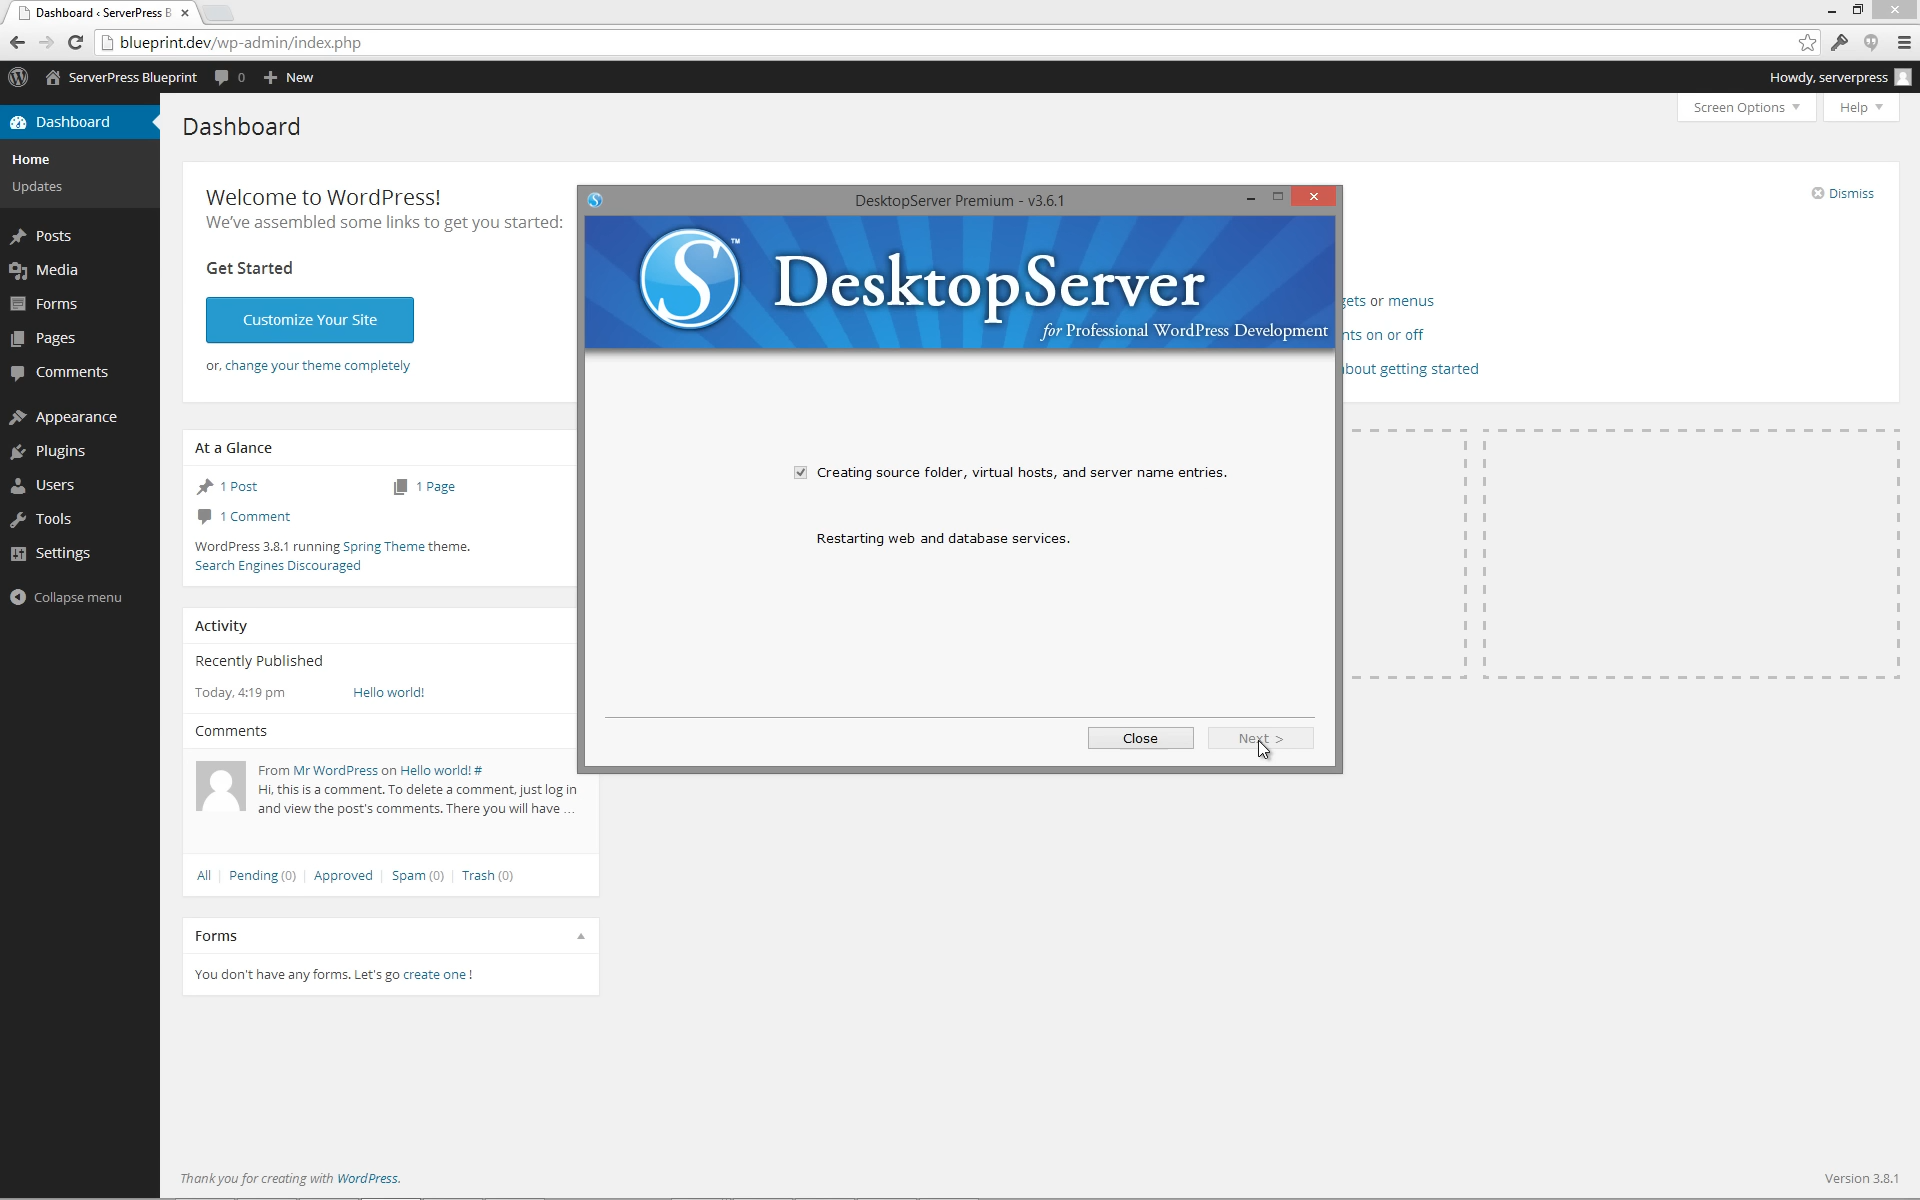 Dashboard ‹ ServerPress B
blueprint.dev/wp-admin/index.php
ServerPress Blueprint
0
New
Howdy, serverpress
Dashboard
Home
Updates
Posts
Media
Forms
Pages
Comments
Appearance
Plugins
Users
Tools
Settings
Collapse menu
Dashboard
Screen Options
Help
Welcome to WordPress!
We've assembled some links to get you started:
Dismiss
Get Started
Customize Your Site
or, change your theme completely
gets or menus
nts on or off
about getting started
At a Glance
1 Post
1 Page
1 Comment
WordPress 3.8.1 running Spring Theme theme.
Search Engines Discouraged
Activity
Recently Published
Today, 4:19 pm
Hello world!
Comments
From Mr WordPress on Hello world! #
Hi, this is a comment. To delete a comment, just log in
and view the post's comments. There you will have …
All | Pending (0) | Approved | Spam (0) | Trash (0)
Forms
You don't have any forms. Let's go create one !
DesktopServer Premium - v3.6.1
S
TM
DesktopServer
for Professional WordPress Development
Creating source folder, virtual hosts, and server name entries.
Restarting web and database services.
Close
Next >
Thank you for creating with WordPress.
Version 3.8.1